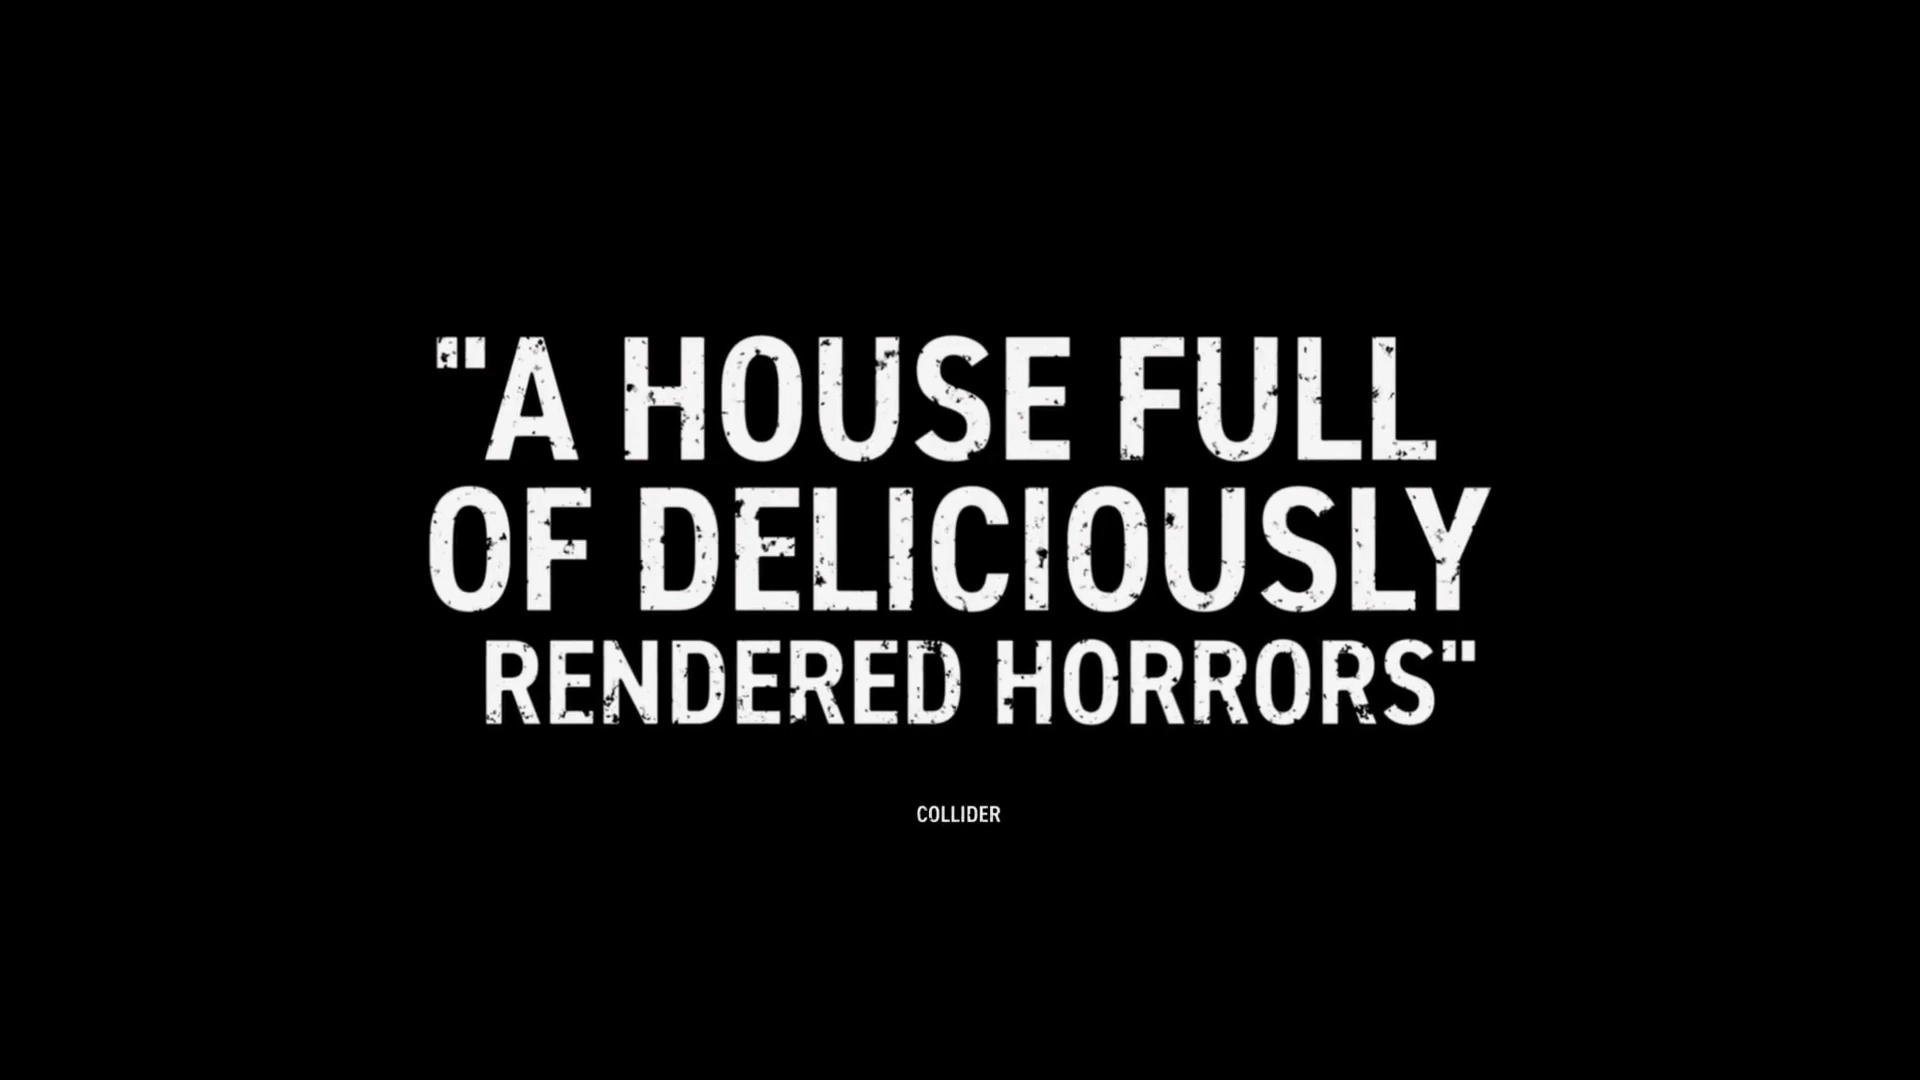 "A HOUSE FULL
OF DELICIOUSLY
RENDERED HORRORS"
COLLIDER